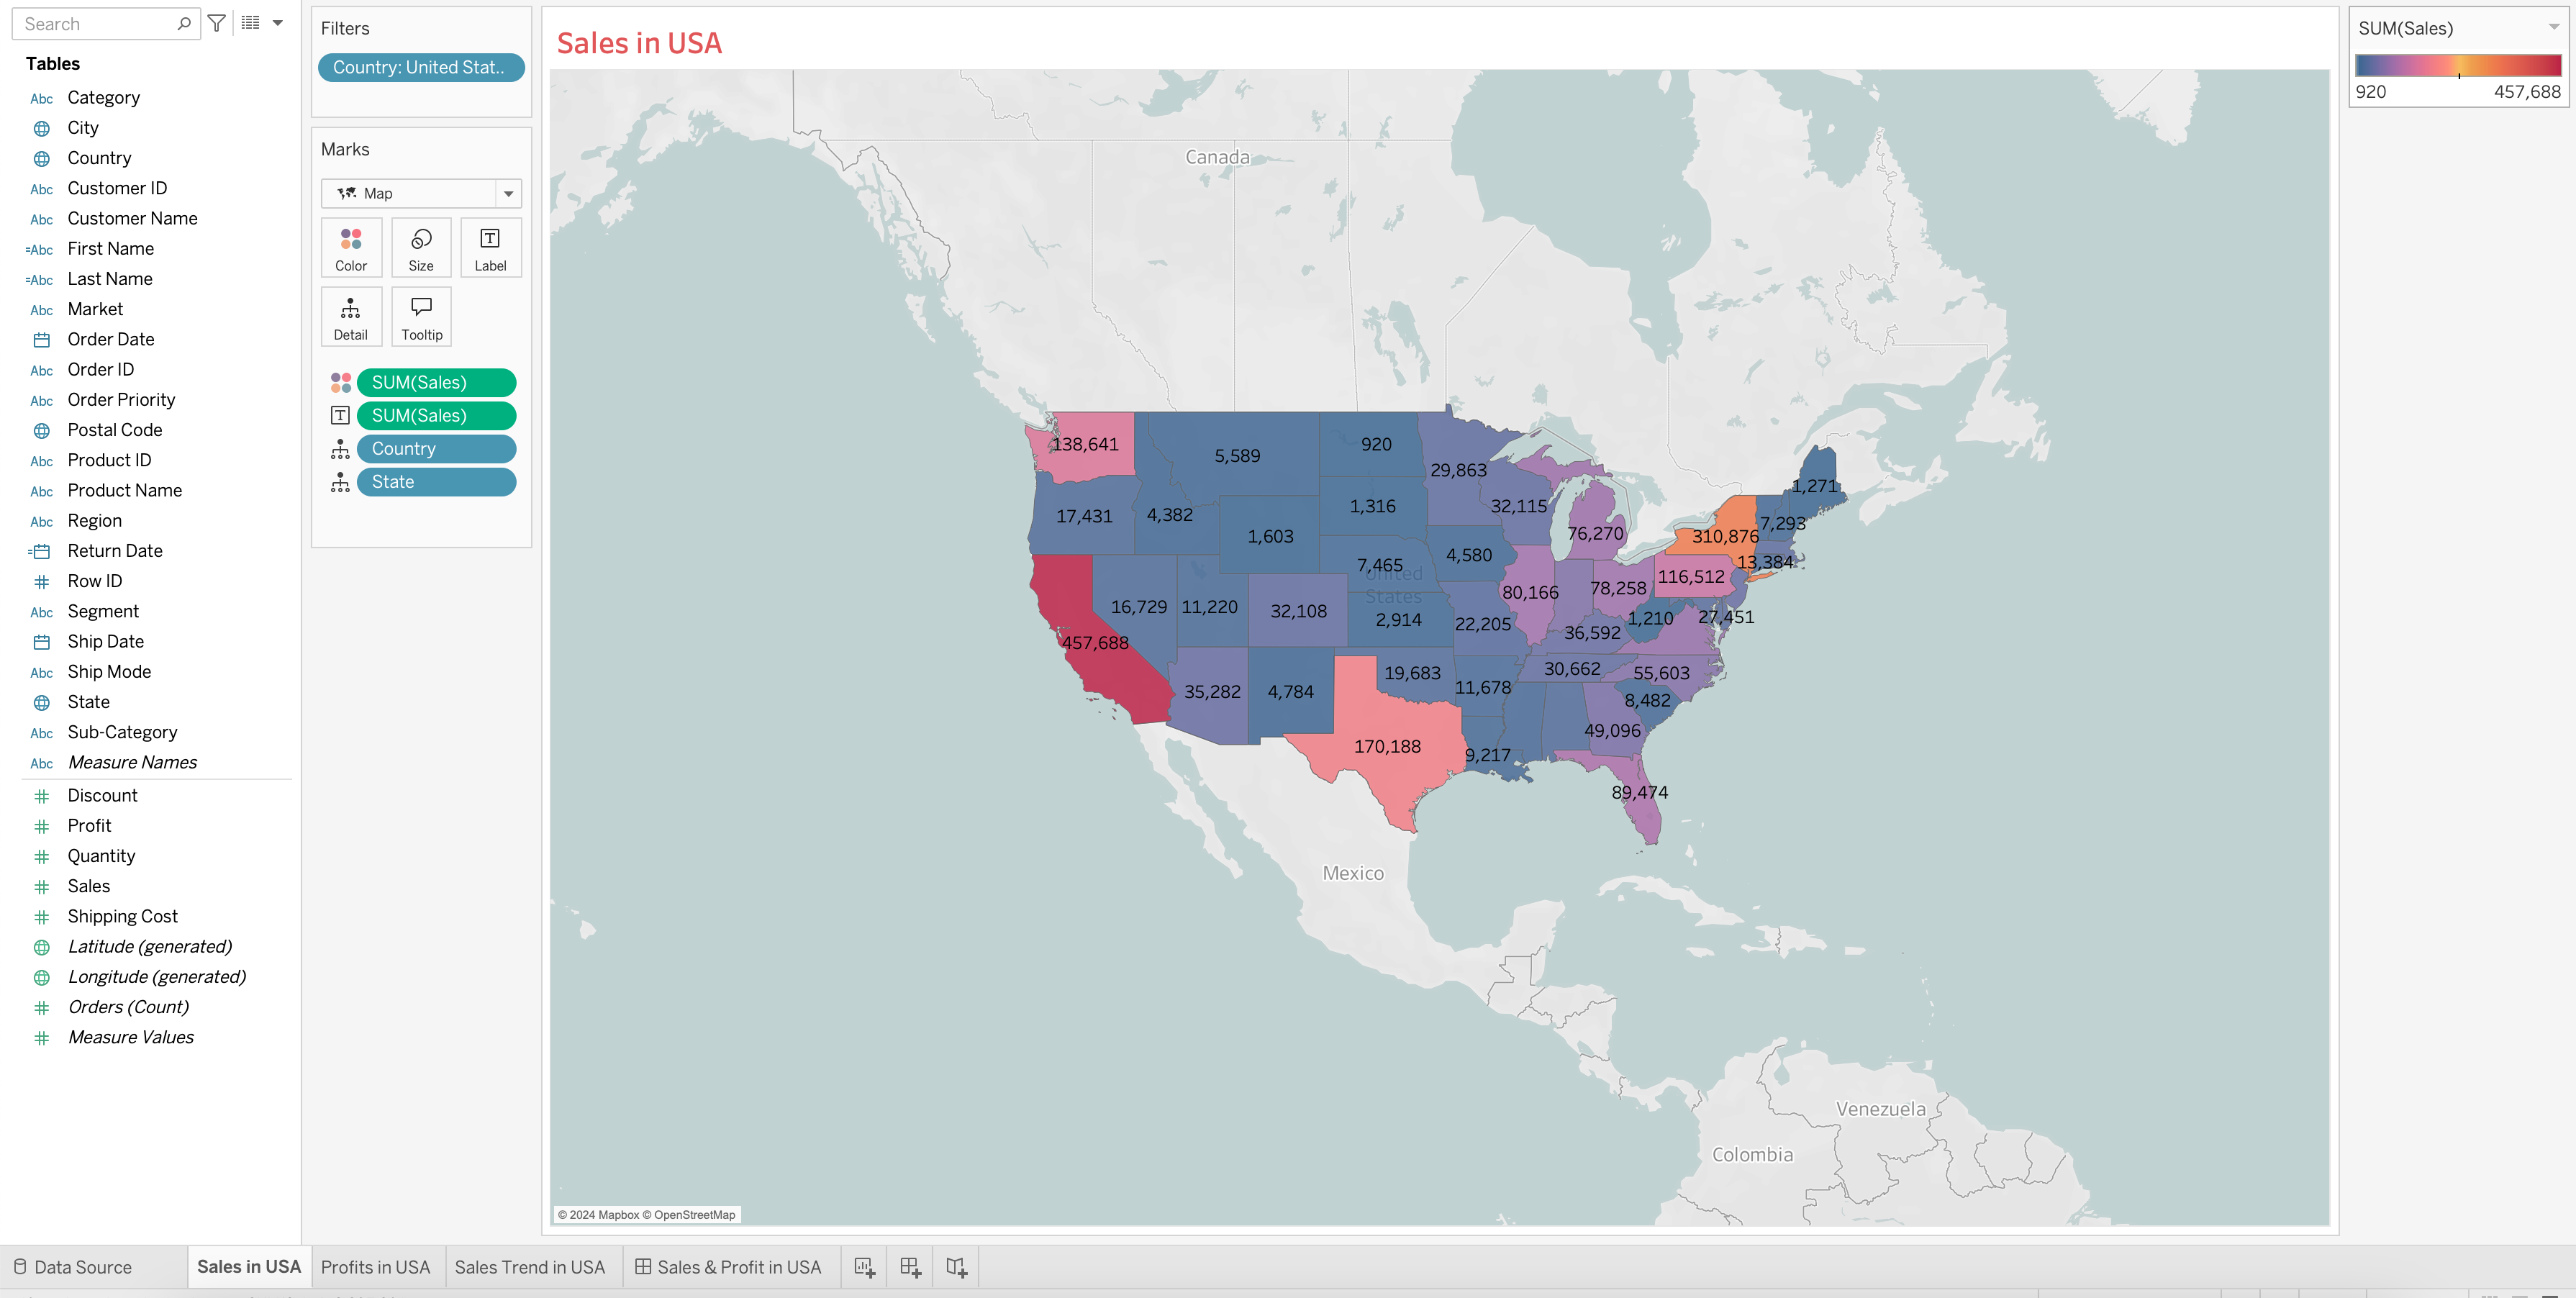 Search
Tables
Abc Category
City
Country
Abc Customer ID
Abc Customer Name
=Abc First Name
=Abc Last Name
Abc Market
Order Date
Abc Order ID
Abc Order Priority
Postal Code
Abc Product ID
Abc Product Name
Abc Region
= Return Date
# Row ID
Abc Segment
Ship Date
Abc Ship Mode
State
Abc Sub-Category
Abc Measure Names
# Discount
# Profit
# Quantity
# Sales
# Shipping Cost
Latitude (generated)
Longitude (generated)
# Orders (Count)
# Measure Values
Filters
Country: United Stat..
Marks
Map
Color Size Label
Detail Tooltip
SUM(Sales)
T SUM(Sales)
Country
State
Sales in USA
Canada
138,641
5,589
920
29,863
1,271
17,431
4,382
1,316
32,115
76,270
310,876
7,293
1,603
7,465
4,580
13,384
United
States
116,512
16,729
11,220
32,108
2,914
22,205
80,166
78,258
36,592
1,210
27,451
457,688
35,282
4,784
19,683
11,678
30,662
55,603
8,482
49,096
170,188
9,217
89,474
Mexico
Venezuela
Colombia
© 2024 Mapbox © OpenStreetMap
SUM(Sales)
920 457,688
Data Source Sales in USA Profits in USA Sales Trend in USA Sales & Profit in USA